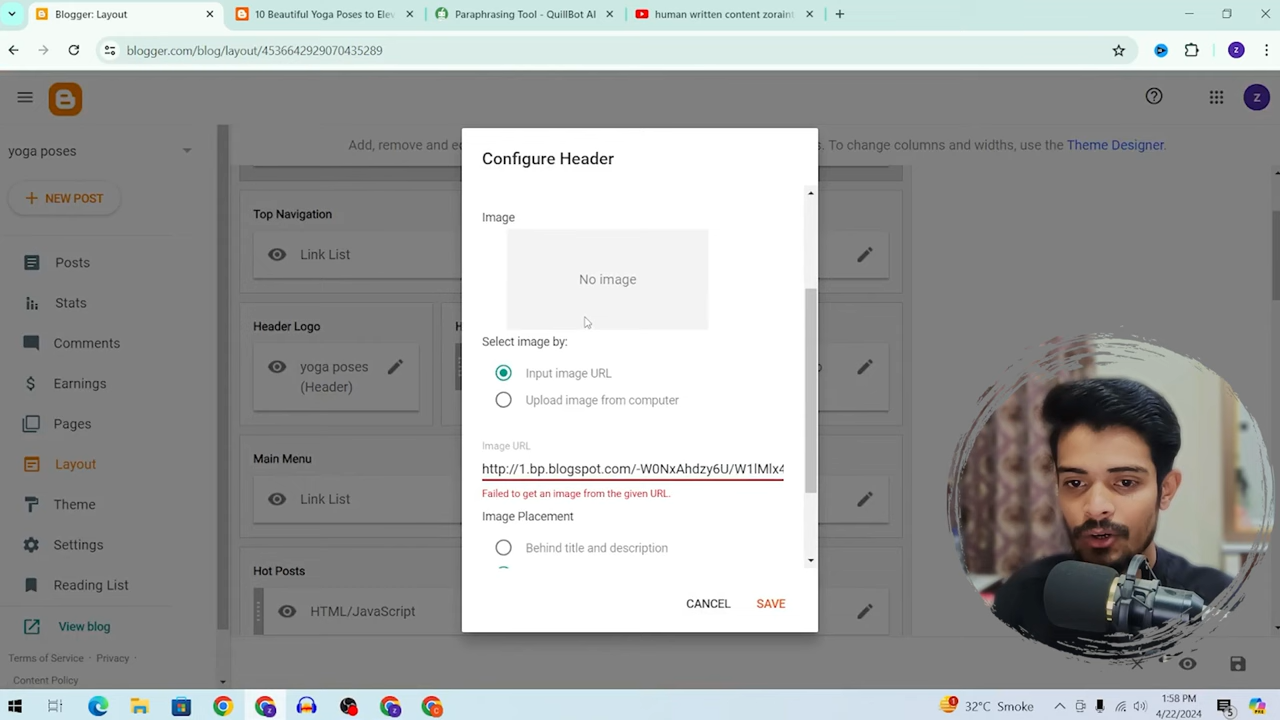 Blogger: Layout
10 Beautiful Yoga Poses to Elev
Paraphrasing Tool - QuillBot AI
human written content zoraint
blogger.com/blog/layout/4536642929070435289
Z
Z
yoga poses
Add, remove and e
s. To change columns and widths, use the Theme Designer.
NEW POST
Posts
Stats
Comments
Earnings
Pages
Layout
Theme
Settings
Reading List
View blog
Terms of Service · Privacy ·
Content Policy
Top Navigation
Link List
Header Logo
yoga poses
(Header)
H
Main Menu
Link List
Hot Posts
HTML/JavaScript
Configure Header
Image
No image
Select image by:
Input image URL
Upload image from computer
Image URL
http://1.bp.blogspot.com/-W0NxAhdzy6U/W1lMlx4
Failed to get an image from the given URL.
Image Placement
Behind title and description
CANCEL
SAVE
32°C Smoke
1:58 PM
4/22/2024
5